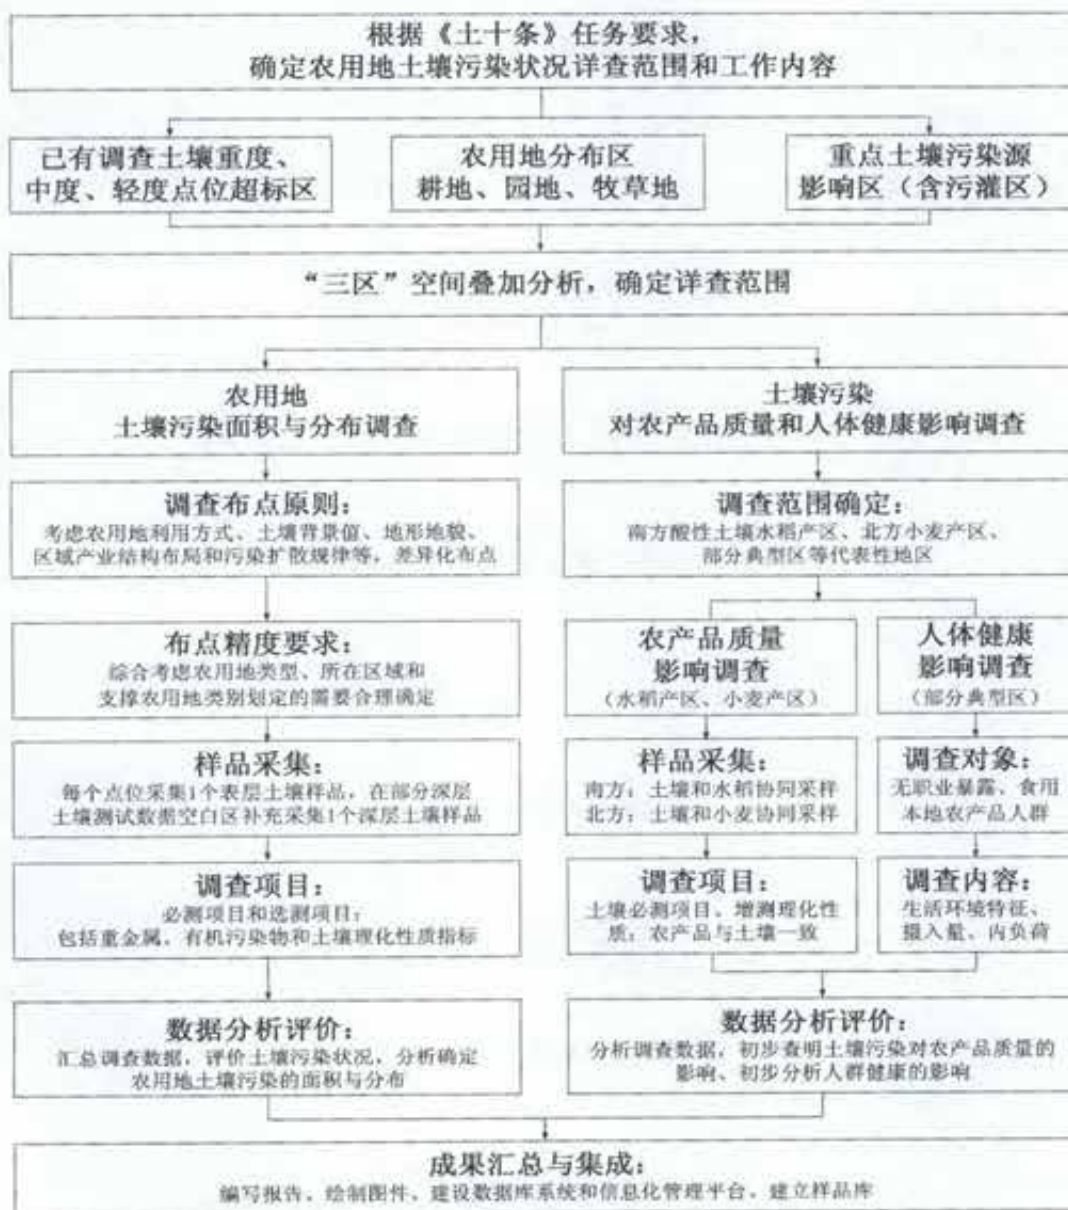 根据《土十条》任务要求，
确定农用地土壤污染状况详查范围和工作内容
已有调查土壤重度、
中度、轻度点位超标区
农用地分布区
耕地、园地、牧草地
重点土壤污染源
影响区（含污灌区）
“三区”空间叠加分析，确定详查范围
农用地
土壤污染面积与分布调查
土壤污染
对农产品质量和人体健康影响调查
调查布点原则：
考虑农用地利用方式、土壤背景值、地形地貌、
区域产业结构布局和污染扩散规律等，差异化布点
调查范围确定：
南方酸性土壤水稻产区、北方小麦产区、
部分典型区等代表性地区
布点精度要求：
综合考虑农用地类型、所在区域和
支撑农用地类别划定的需要合理确定
农产品质量
影响调查
（水稻产区、小麦产区）
人体健康
影响调查
（部分典型区）
样品采集：
每个点位采集1个表层土壤样品，在部分深层
土壤测试数据空白区补充采集1个深层土壤样品
样品采集：
南方：土壤和水稻协同采样
北方：土壤和小麦协同采样
调查对象：
无职业暴露、食用
本地农产品人群
调查项目：
必测项目和选测项目：
包括重金属、有机污染物和土壤理化性质指标
调查项目：
土壤必测项目、增测理化性
质；农产品与土壤一致
调查内容：
生活环境特征、
摄入量、内负荷
数据分析评价：
汇总调查数据，评价土壤污染状况，分析确定
农用地土壤污染的面积与分布
数据分析评价：
分析调查数据，初步查明土壤污染对农产品质量的
影响、初步分析人群健康的影响
成果汇总与集成：
编写报告、绘制图件、建设数据库系统和信息化管理平台、建立样品库